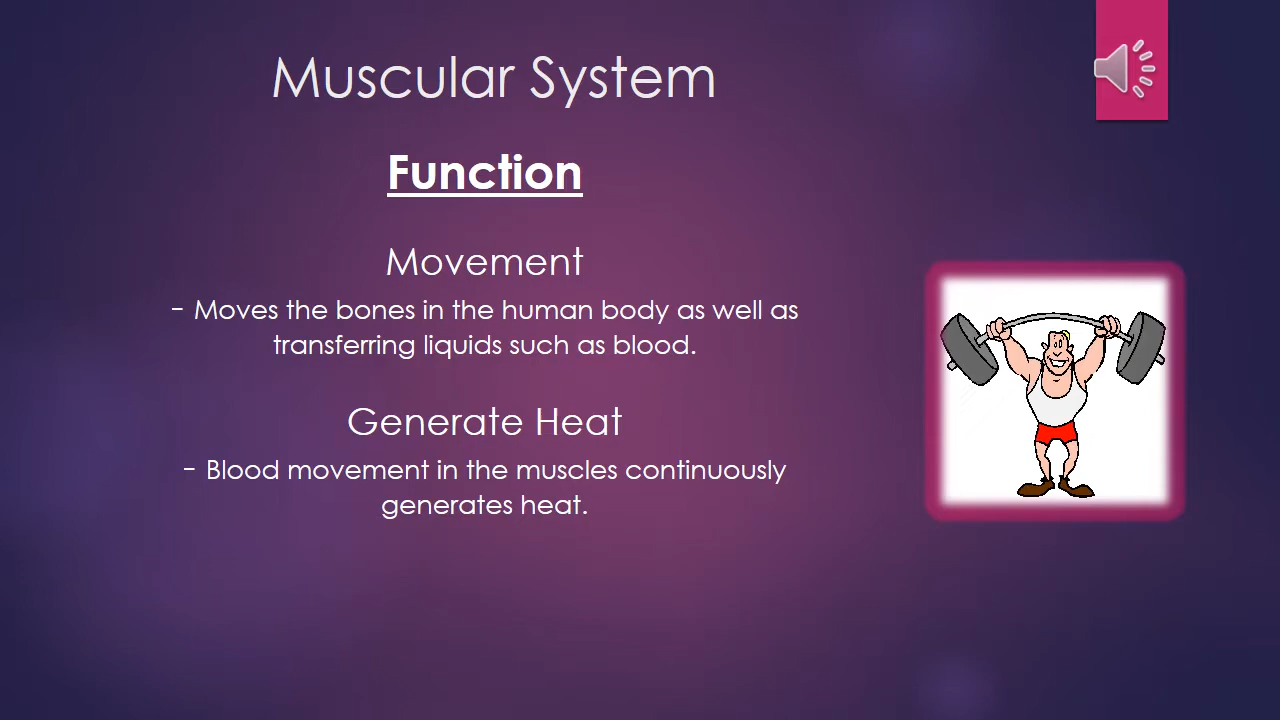 Muscular System
Function
Movement
- Moves the bones in the human body as well as
transferring liquids such as blood.
Generate Heat
- Blood movement in the muscles continuously
generates heat.